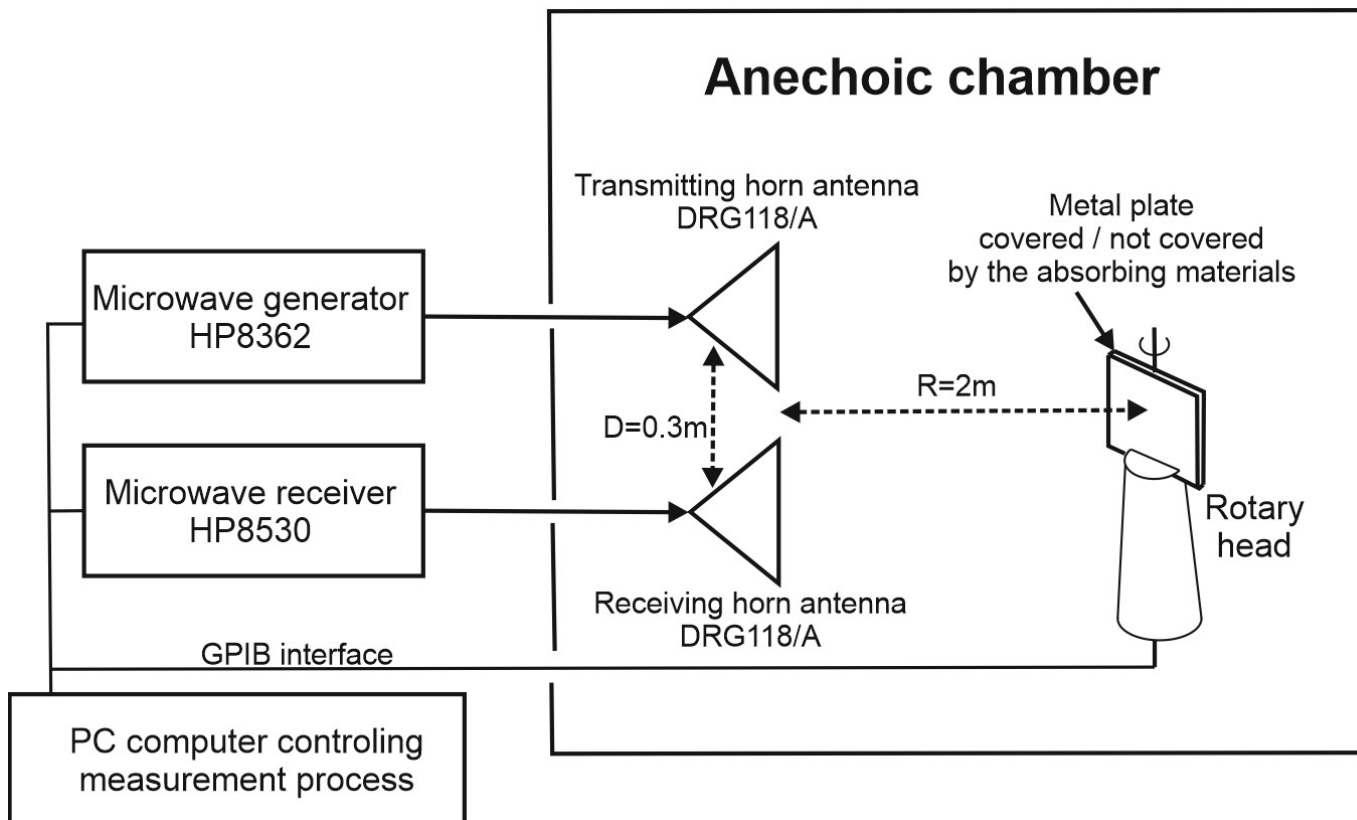 Anechoic chamber
Transmitting horn antenna
DRG118/A
Metal plate
covered / not covered
by the absorbing materials
Microwave generator
HP8362
R=2m
D=0.3m
Microwave receiver
HP8530
Rotary
head
Receiving horn antenna
DRG118/A
GPIB interface
PC computer controling
measurement process